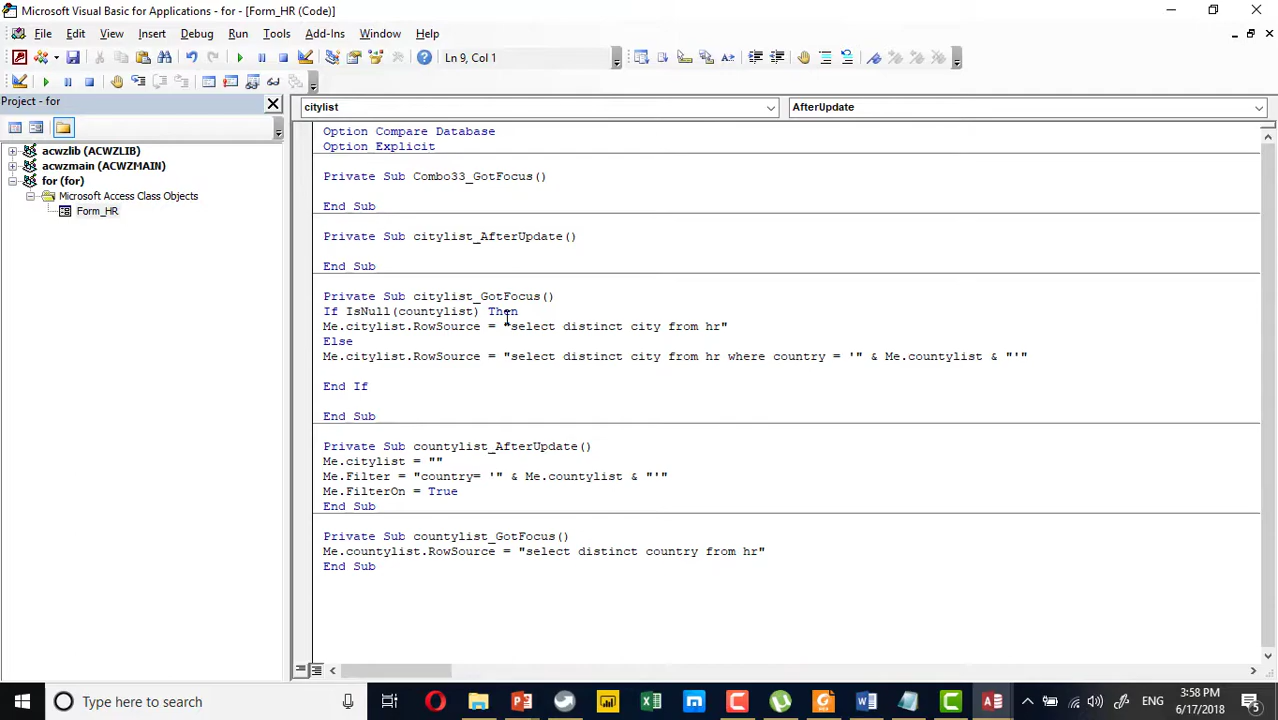 Microsoft Visual Basic for Applications - for - [Form_HR (Code)]
File Edit View Insert Format Debug Run Tools Add-Ins Window Help
Ln 9, Col 1
Project - for
citylist AfterUpdate
acwzlib (ACWZLIB)
acwzmain (ACWZMAIN)
for (for)
Microsoft Access Class Objects
Form_HR
Option Compare Database
Option Explicit
Private Sub Combo33_GotFocus()
End Sub
Private Sub citylist_AfterUpdate()
End Sub
Private Sub citylist_GotFocus()
If IsNull(countylist) Then
Me.citylist.RowSource = "select distinct city from hr"
Else
Me.citylist.RowSource = "select distinct city from hr where country = '" & Me.countylist & "'"
End If
End Sub
Private Sub countylist_AfterUpdate()
Me.citylist = ""
Me.Filter = "country= '" & Me.countylist & "'"
Me.FilterOn = True
End Sub
Private Sub countylist_GotFocus()
Me.countylist.RowSource = "select distinct country from hr"
End Sub
Type here to search
ENG
3:58 PM
6/17/2018
5